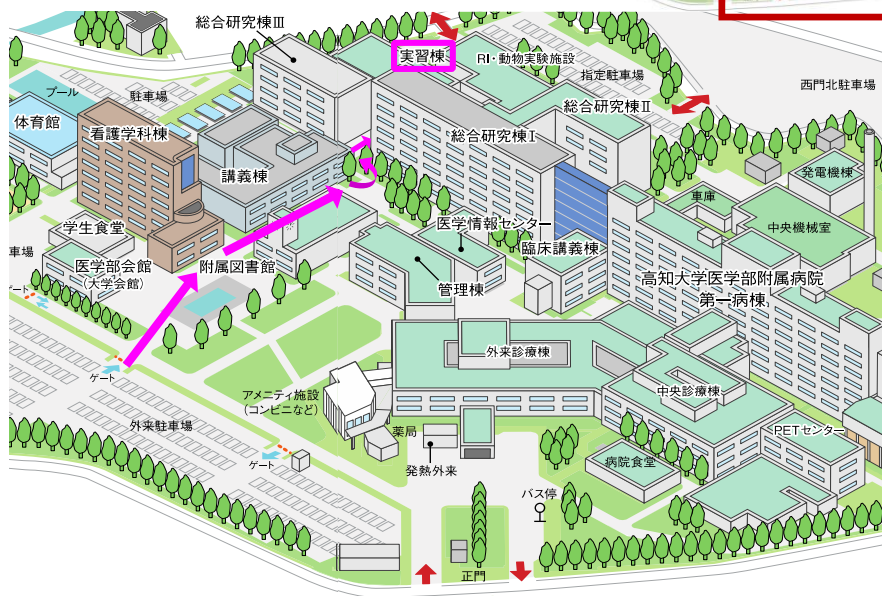 総合研究棟Ⅲ
実習棟
RI・動物実験施設
指定駐車場
西門北駐車場
プール
駐車場
体育館
看護学科棟
総合研究棟Ⅱ
総合研究棟Ⅰ
講義棟
発電機棟
車庫
中央機械室
学生食堂
医学情報センター
臨床講義棟
車場
医学部会館
(大学会館)
附属図書館
管理棟
高知大学医学部附属病院
第一病棟
ゲート
外来診療棟
ゲート
アメニティ施設
(コンビニなど)
中央診療棟
外来駐車場
薬局
PETセンター
ゲート
発熱外来
病院食堂
バス停
正門